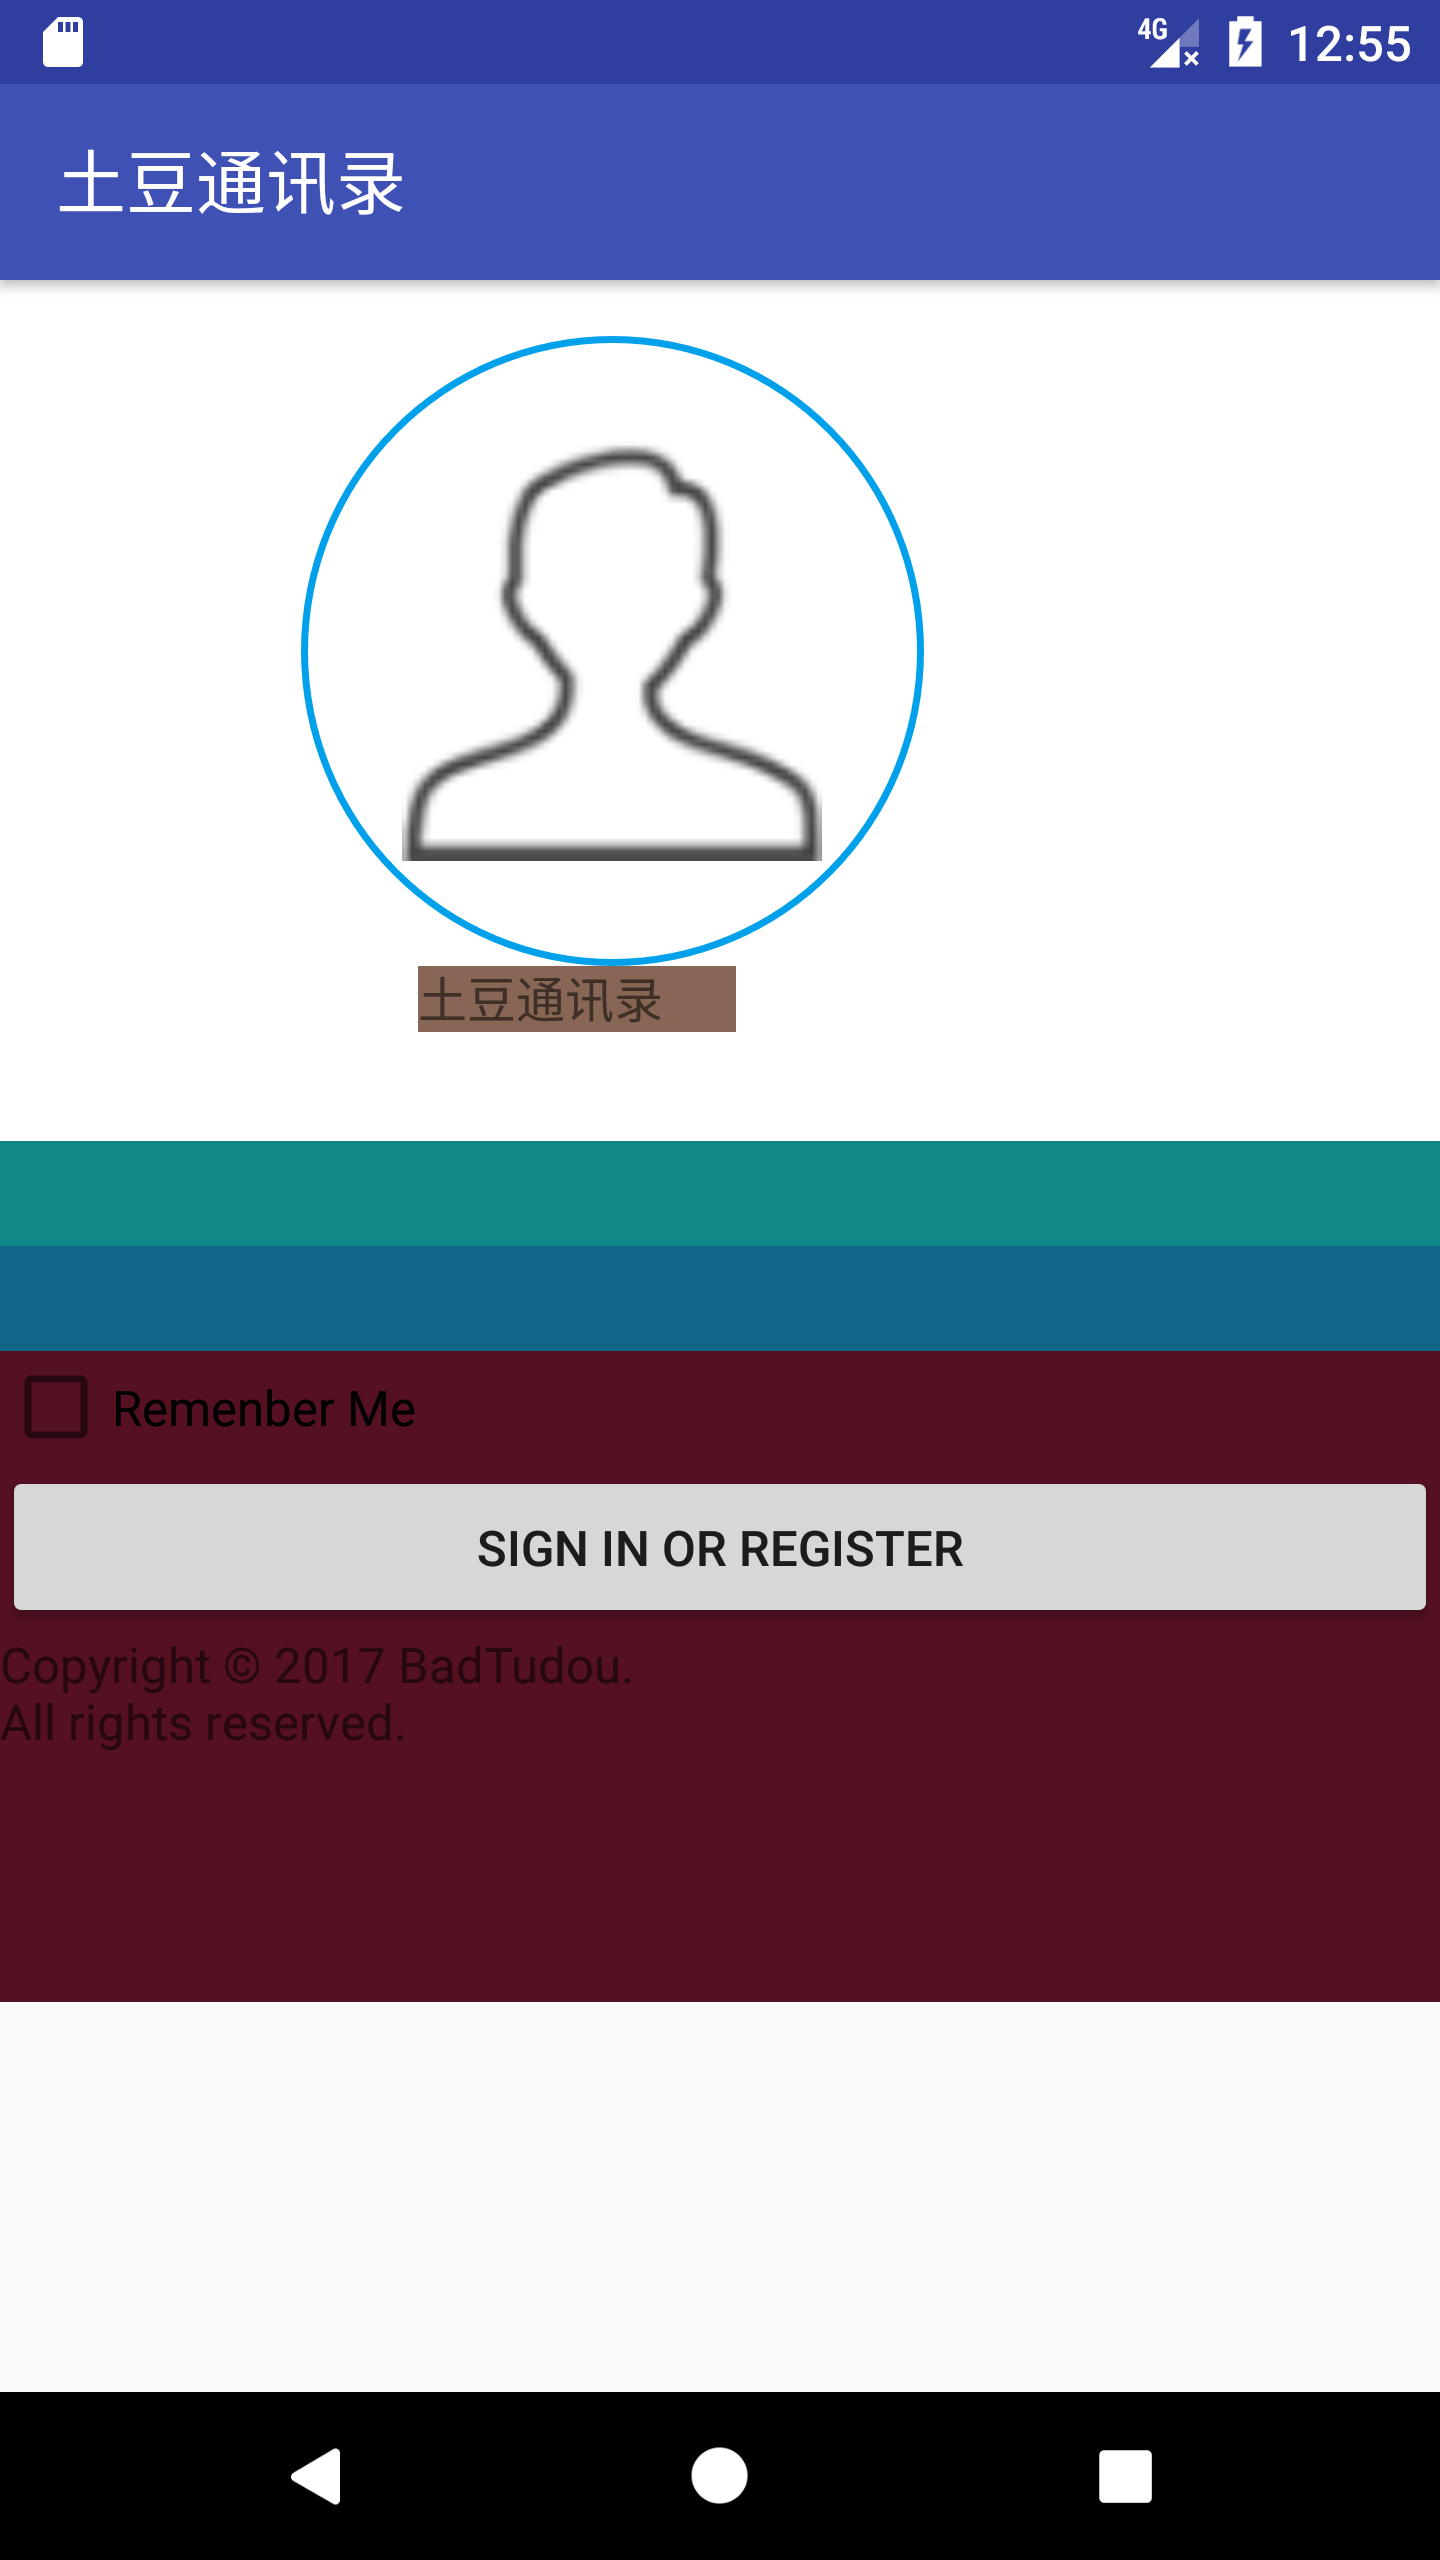 4G 12:55
土豆通讯录
土豆通讯录
Remenber Me
SIGN IN OR REGISTER
Copyright © 2017 BadTudou.
All rights reserved.